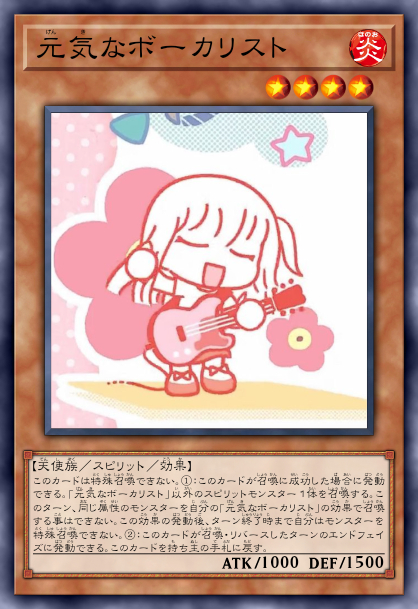 元気なボーカリスト
炎
【天使族／スピリット／効果】
このカードは特殊召喚できない。①：このカードが召喚に成功した場合に発動
できる。「元気なボーカリスト」以外のスピリットモンスター１体を召喚する。こ
のターン、同じ属性のモンスターを自分の「元気なボーカリスト」の効果で召喚
する事はできない。この効果の発動後、ターン終了時まで自分はモンスターを
特殊召喚できない。②：このカードが召喚・リバースしたターンのエンドフェイ
ズに発動できる。このカードを持ち主の手札に戻す。
ATK/1000 DEF/1500